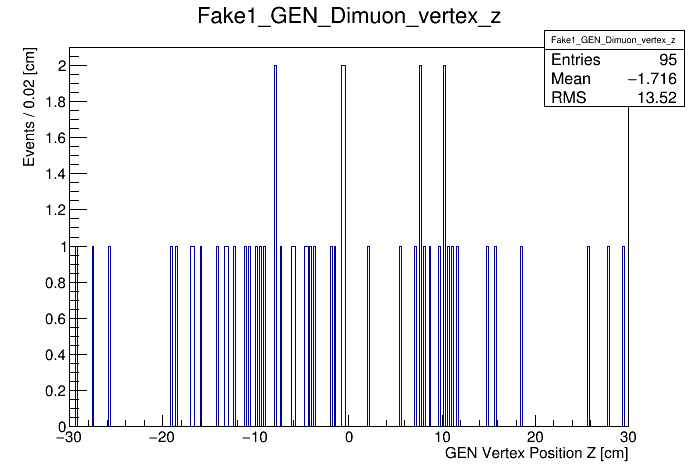 Fake1_GEN_Dimuon_vertex_z
Fake1_GEN_Dimuon_vertex_z
Entries 95
Mean −1.716
RMS 13.52
Events / 0.02 [cm]
2
1.8
1.6
1.4
1.2
1
0.8
0.6
0.4
0.2
0
−30 −20 −10 0 10 20 30
GEN Vertex Position Z [cm]